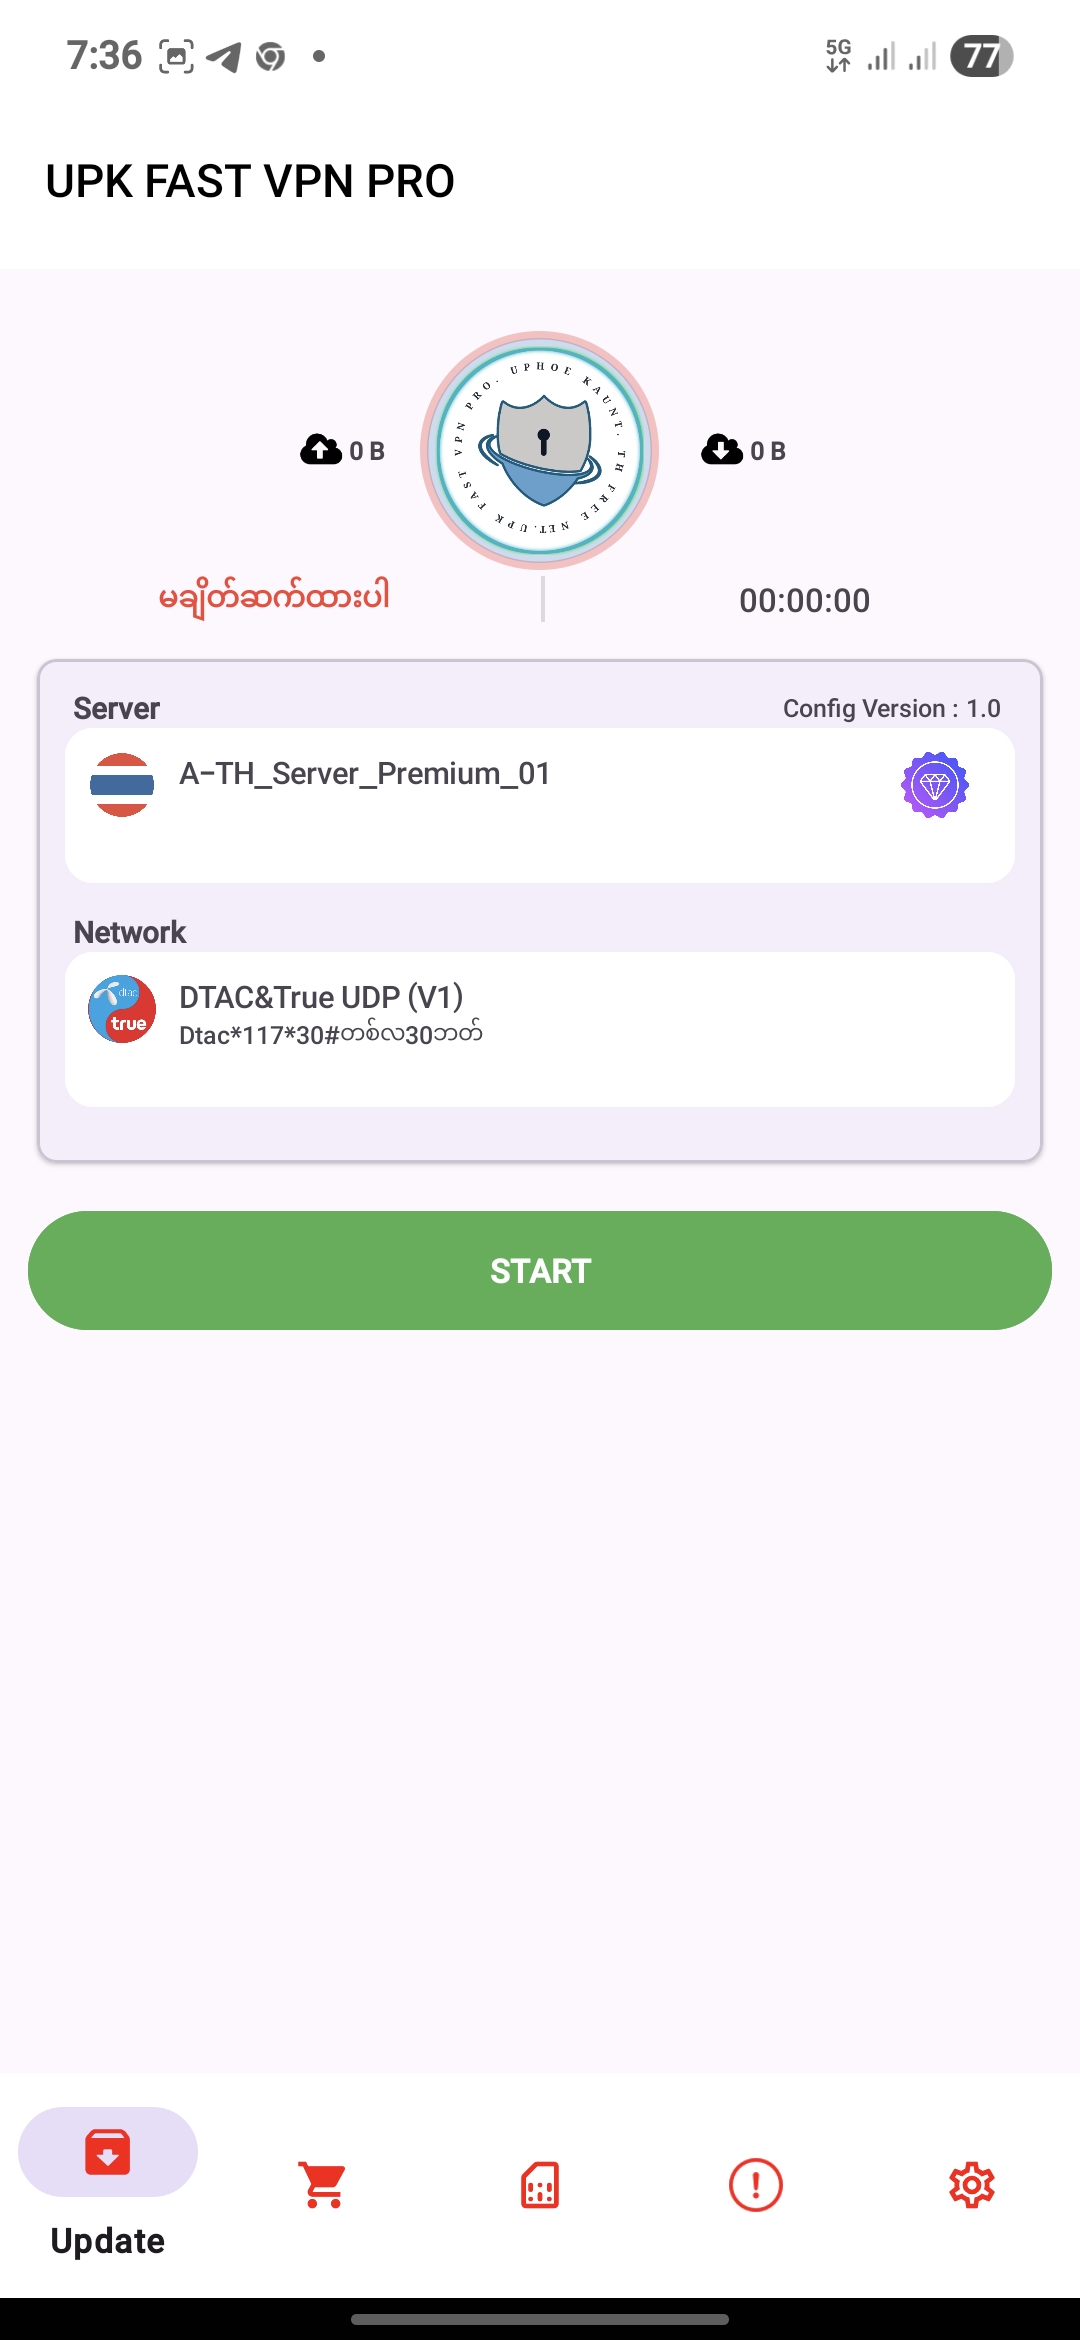 7:36
5G
77
UPK FAST VPN PRO
UPK FAST VPN PRO. UPHOE KAUNT. TH FREE NET.
0 B
0 B
မချိတ်ဆက်ထားပါ
00:00:00
Server
Config Version : 1.0
A-TH_Server_Premium_01
Network
dtac
true
DTAC&True UDP (V1)
Dtac*117*30#တစ်လ30ဘတ်
START
Update